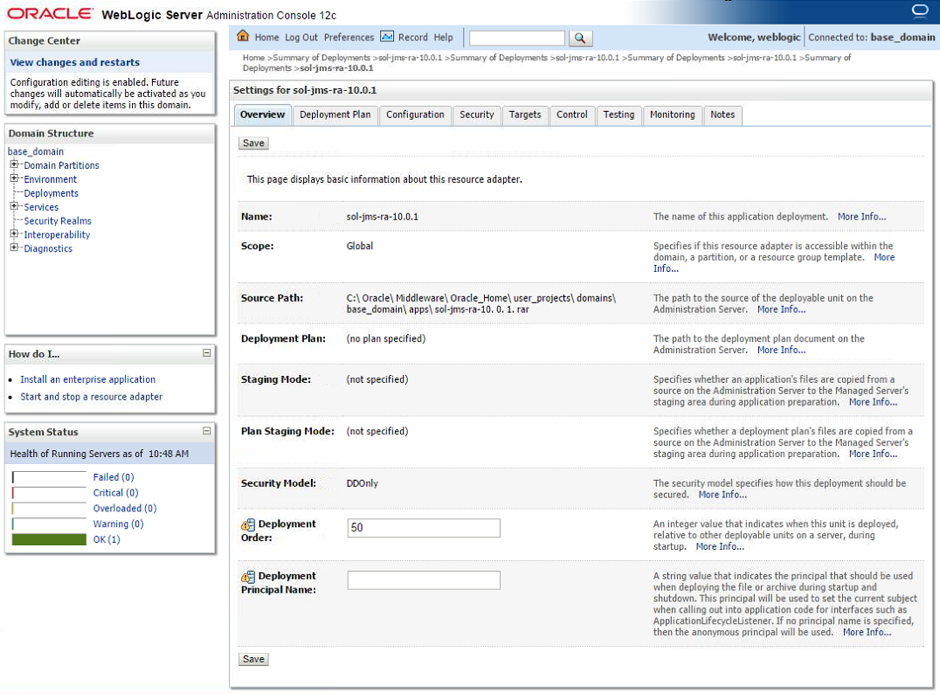 ORACLE WebLogic Server Administration Console 12c
Change Center
View changes and restarts
Configuration editing is enabled. Future
changes will automatically be activated as you
modify, add or delete items in this domain.
Domain Structure
base_domain
Domain Partitions
Environment
Deployments
Services
Security Realms
Interoperability
Diagnostics
How do I...
Install an enterprise application
Start and stop a resource adapter
System Status
Health of Running Servers as of 10:48 AM
Failed (0)
Critical (0)
Overloaded (0)
Warning (0)
OK (1)
Home Log Out Preferences Record Help
Welcome, weblogic Connected to: base_domain
Home >Summary of Deployments >sol-jms-ra-10.0.1 >Summary of Deployments >sol-jms-ra-10.0.1 >Summary of Deployments >sol-jms-ra-10.0.1 >Summary of
Deployments >sol-jms-ra-10.0.1
Settings for sol-jms-ra-10.0.1
Overview Deployment Plan Configuration Security Targets Control Testing Monitoring Notes
Save
This page displays basic information about this resource adapter.
Name: sol-jms-ra-10.0.1 The name of this application deployment. More Info...
Scope: Global Specifies if this resource adapter is accessible within the
domain, a partition, or a resource group template. More
Info...
Source Path: C:\ Oracle\ Middleware\ Oracle_Home\ user_projects\ domains\ The path to the source of the deployable unit on the
base_domain\ apps\ sol-jms-ra-10. 0. 1. rar Administration Server. More Info...
Deployment Plan: (no plan specified) The path to the deployment plan document on the
Administration Server. More Info...
Staging Mode: (not specified) Specifies whether an application's files are copied from a
source on the Administration Server to the Managed Server's
staging area during application preparation. More Info...
Plan Staging Mode: (not specified) Specifies whether a deployment plan's files are copied from a
source on the Administration Server to the Managed Server's
staging area during application preparation. More Info...
Security Model: DDOnly The security model specifies how this deployment should be
secured. More Info...
Deployment 50 An integer value that indicates when this unit is deployed,
Order: relative to other deployable units on a server, during
startup. More Info...
Deployment A string value that indicates the principal that should be used
Principal Name: when deploying the file or archive during startup and
shutdown. This principal will be used to set the current subject
when calling out into application code for interfaces such as
ApplicationLifecycleListener. If no principal name is specified,
then the anonymous principal will be used. More Info...
Save